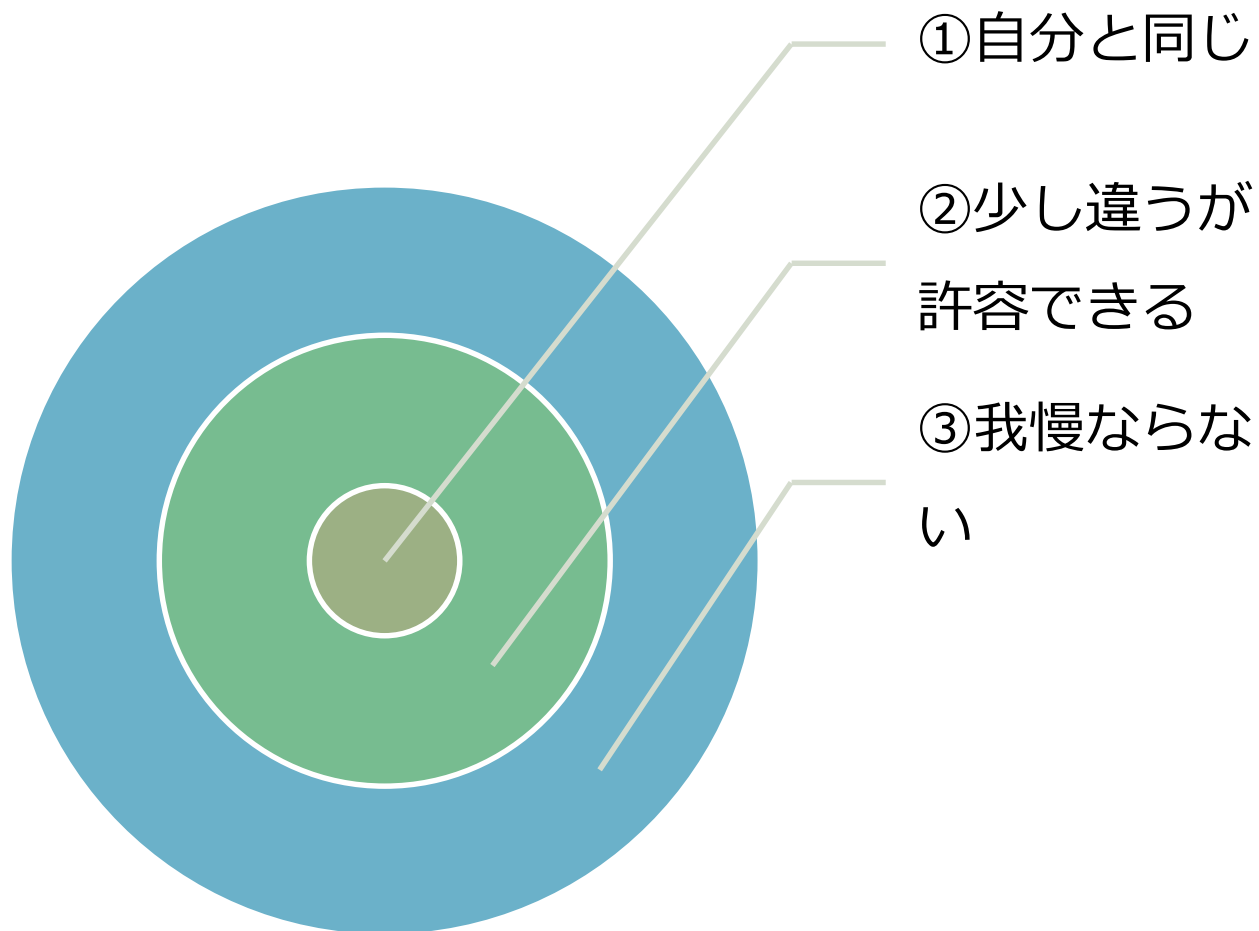 ①自分と同じ
②少し違うが
許容できる
③我慢ならな
い